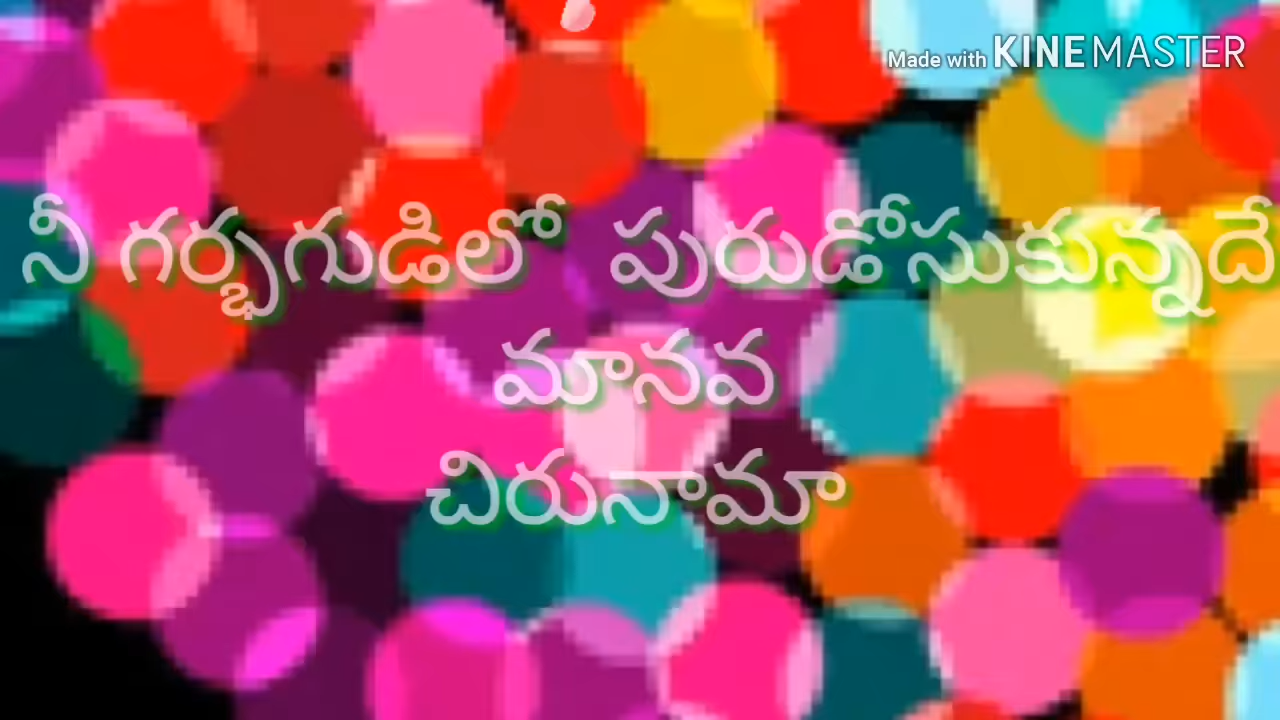 Made with KINEMASTER
నీ గర్భగుడిలో పురుడోసుకున్నదే
మానవ
చిరునామా